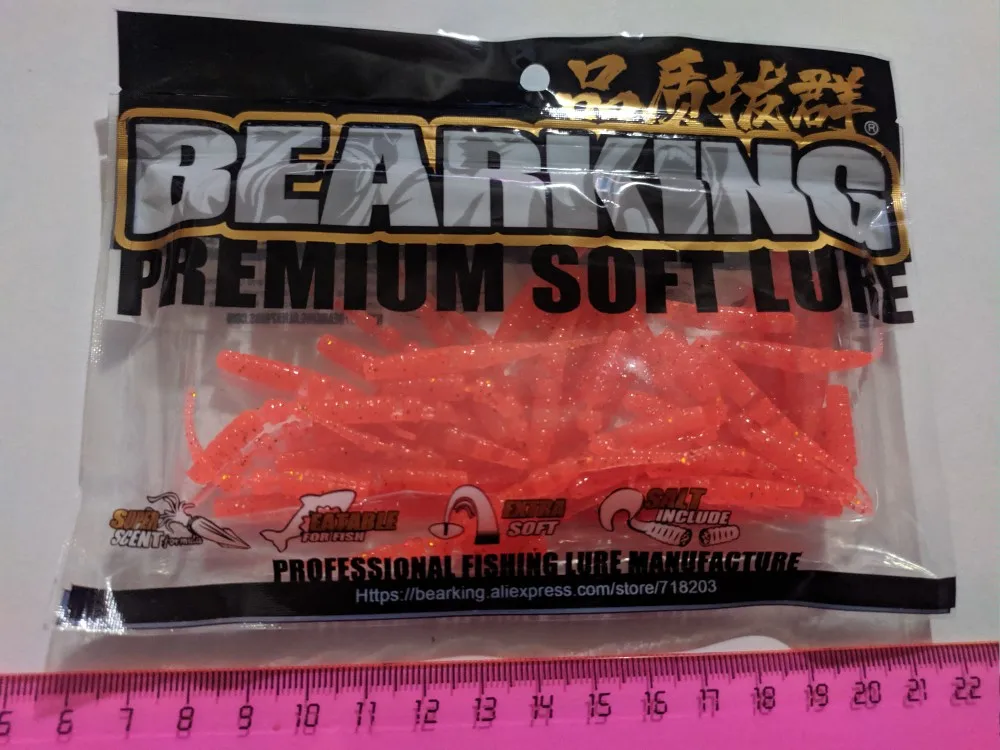 品质抜群
®
BEARKING
PREMIUM SOFT LURE
SUPER
SCENT formula
EATABLE
FOR FISH
EXTRA
SOFT
SALT
INCLUDE
PROFESSIONAL FISHING LURE MANUFACTURE
Https://bearking.aliexpress.com/store/718203
5 6 7 8 9 10 11 12 13 14 15 16 17 18 19 20 21 22